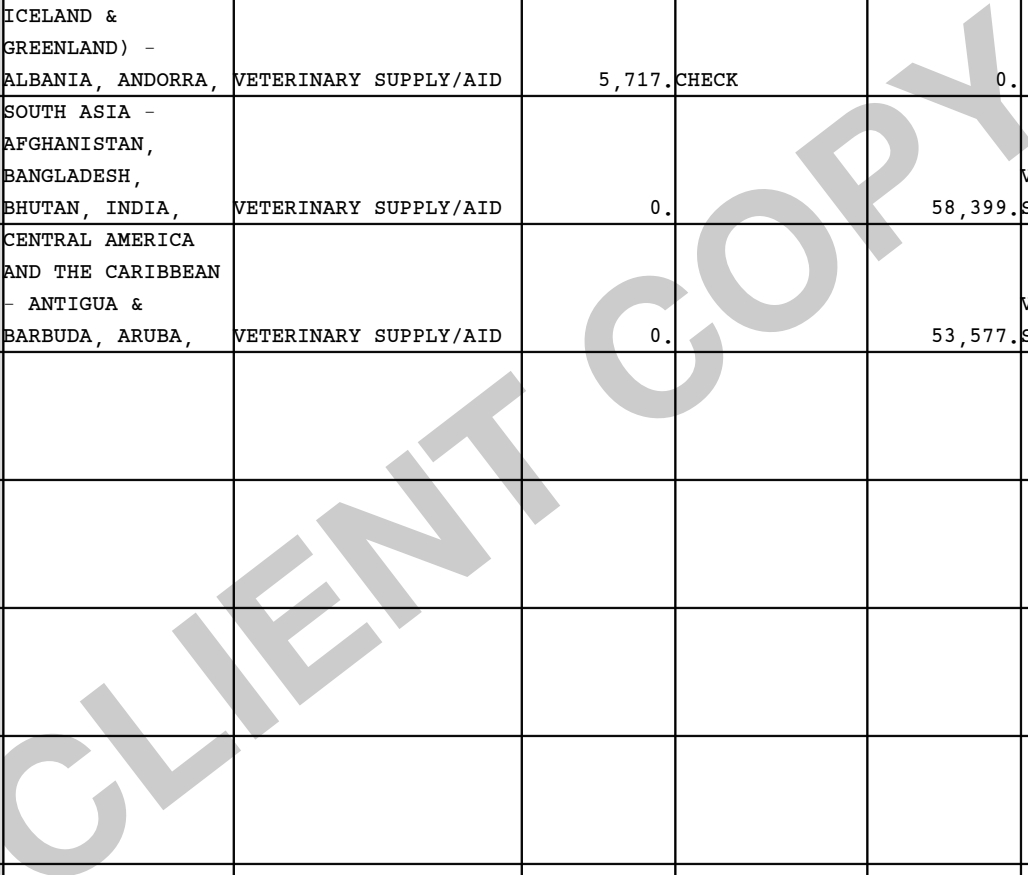 ICELAND &
GREENLAND) -
ALBANIA, ANDORRA, VETERINARY SUPPLY/AID 5,717. CHECK 0.
SOUTH ASIA -
AFGHANISTAN,
BANGLADESH,
BHUTAN, INDIA, VETERINARY SUPPLY/AID 0. 58,399.
CENTRAL AMERICA
AND THE CARIBBEAN
- ANTIGUA &
BARBUDA, ARUBA, VETERINARY SUPPLY/AID 0. 53,577.
CLIENT COPY